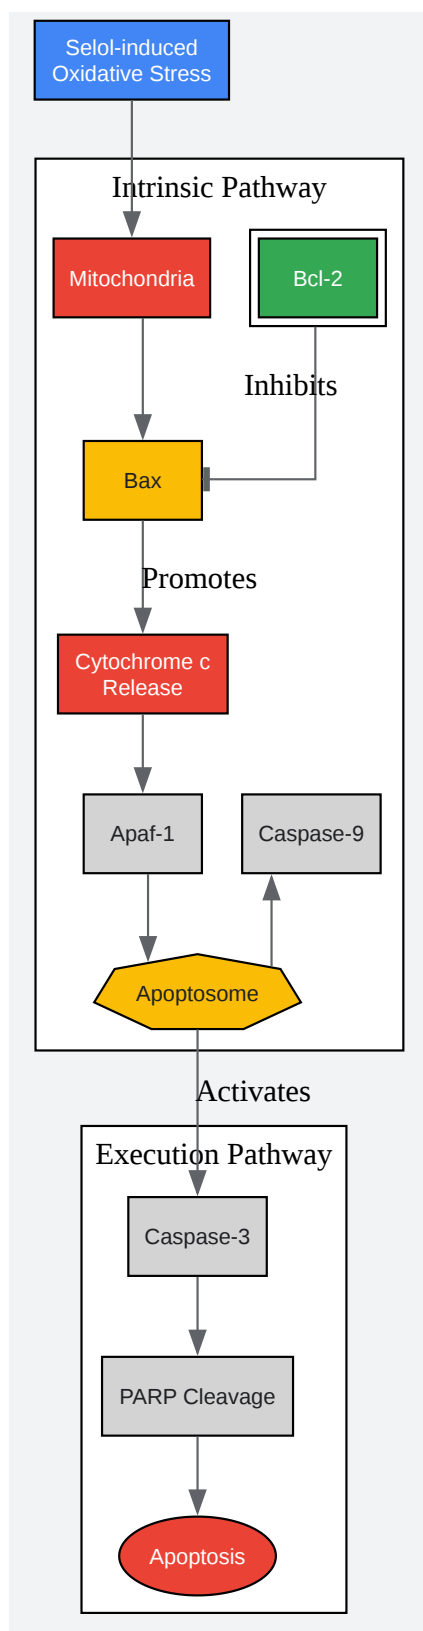 Selol-induced
Oxidative Stress
Intrinsic Pathway
Mitochondria
Bcl-2
Inhibits
Bax
Promotes
Cytochrome c
Release
Apaf-1
Caspase-9
Apoptosome
Activates
Execution Pathway
Caspase-3
PARP Cleavage
Apoptosis